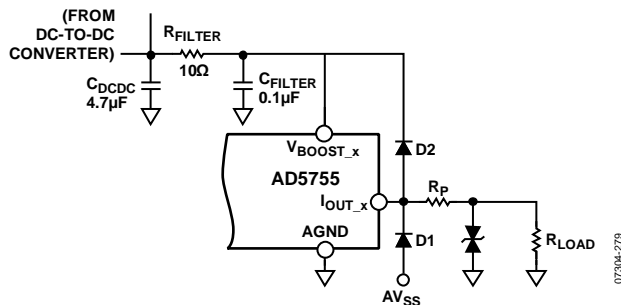 (FROM
DC-TO-DC
CONVERTER)
RFILTER
10Ω
CDCDC
4.7µF
CFILTER
0.1µF
VBOOST_x
AD5755
IOUT_x
AGND
D2
RP
D1
RLOAD
AVSS
07304-279